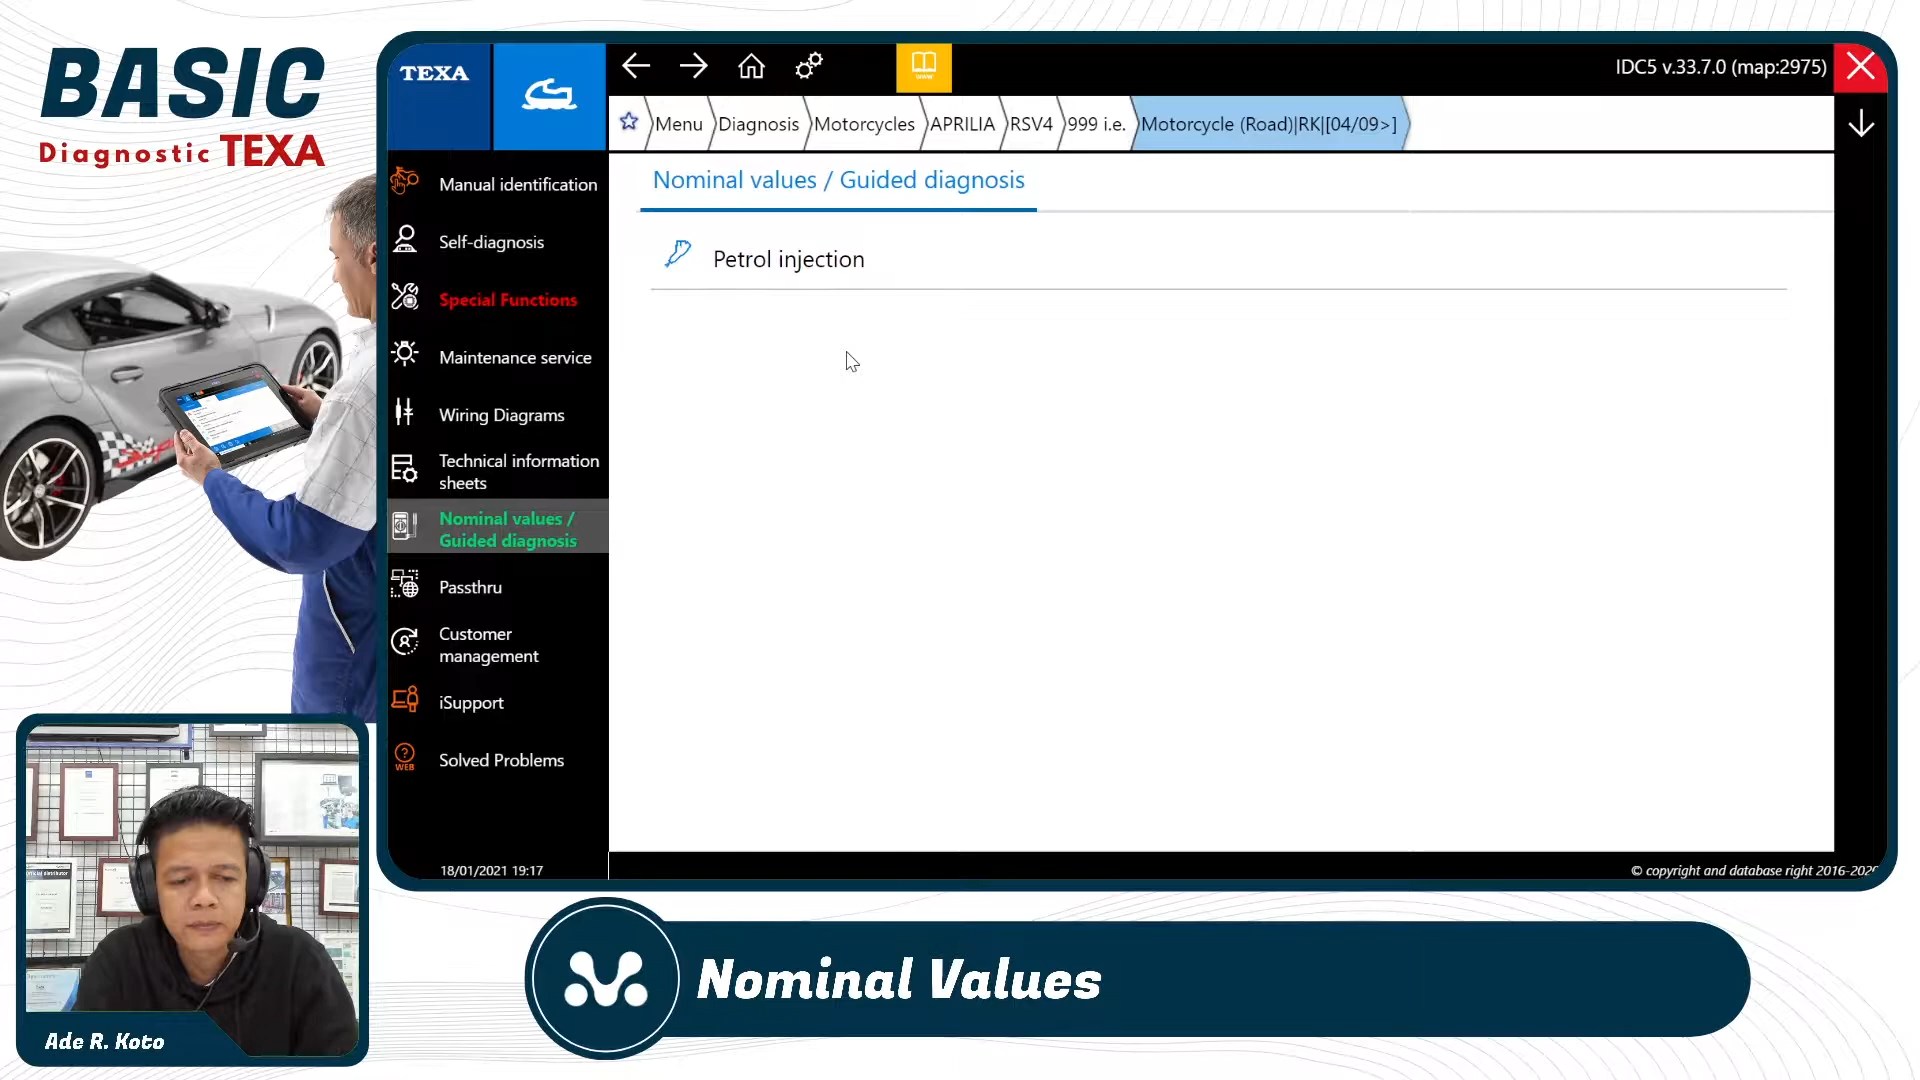 BASIC
Diagnostic TEXA
TEXA
IDC5 v.33.7.0 (map:2975)
Menu
Diagnosis
Motorcycles
APRILIA
RSV4
999 i.e.
Motorcycle (Road)|RK|[04/09>]
Manual identification
Self-diagnosis
Special Functions
Maintenance service
Wiring Diagrams
Technical information
sheets
Nominal values /
Guided diagnosis
Passthru
Customer
management
iSupport
WEB
Solved Problems
18/01/2021 19:17
Nominal values / Guided diagnosis
Petrol injection
© copyright and database right 2016-202
Ade R. Koto
Nominal Values